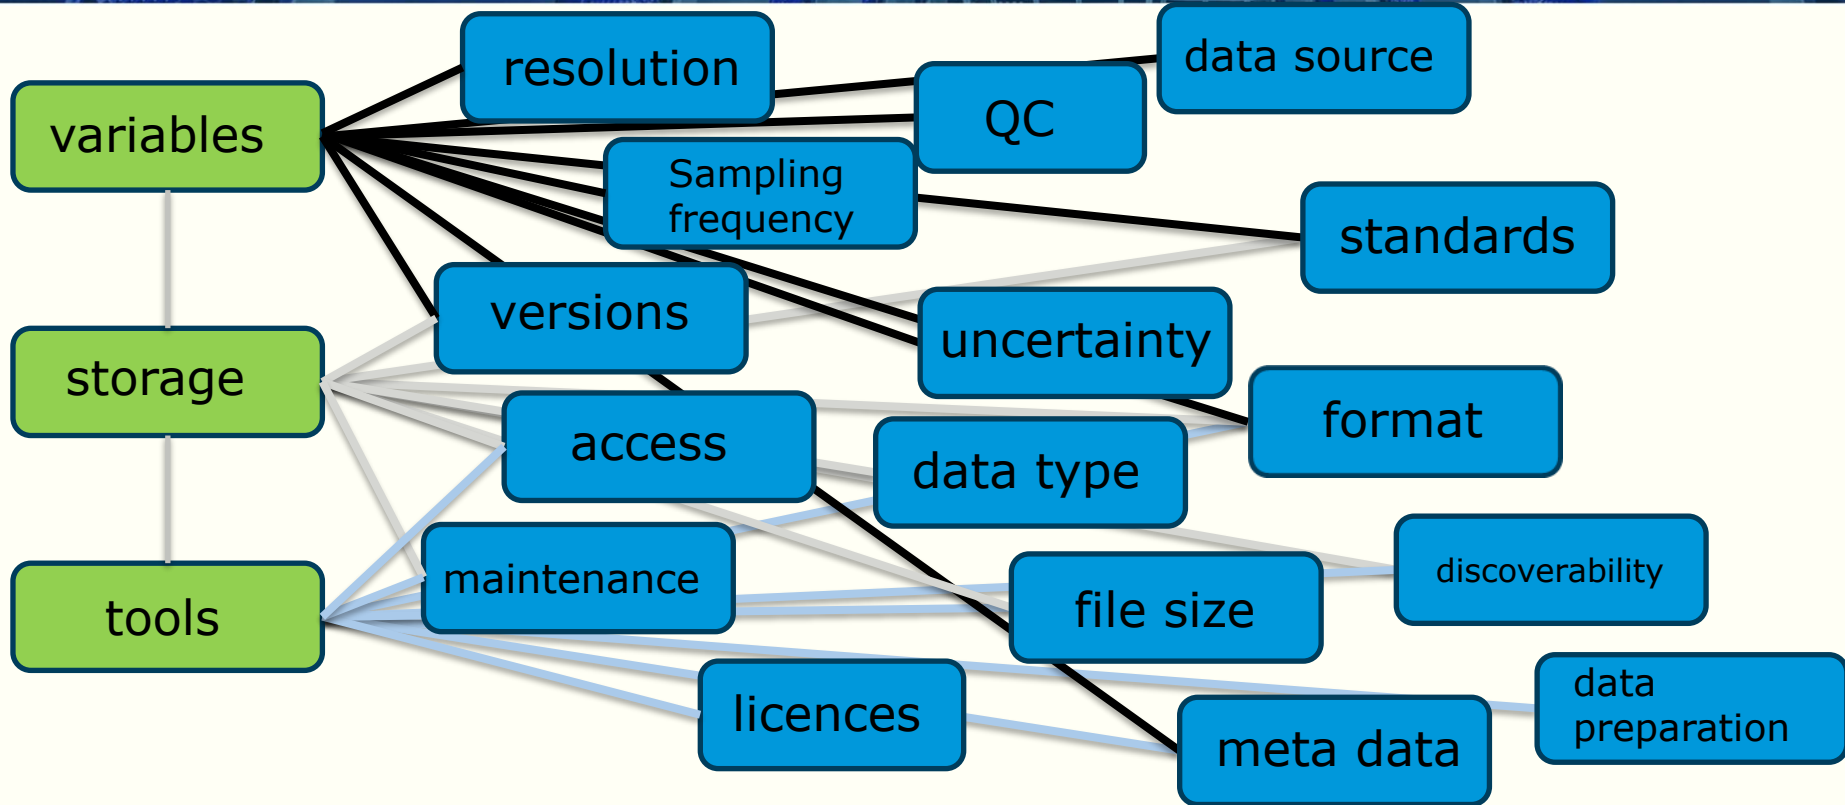 resolution
data source
variables
QC
Sampling
frequency
standards
versions
uncertainty
storage
format
access
data type
maintenance
discoverability
tools
file size
licences
data
preparation
meta data